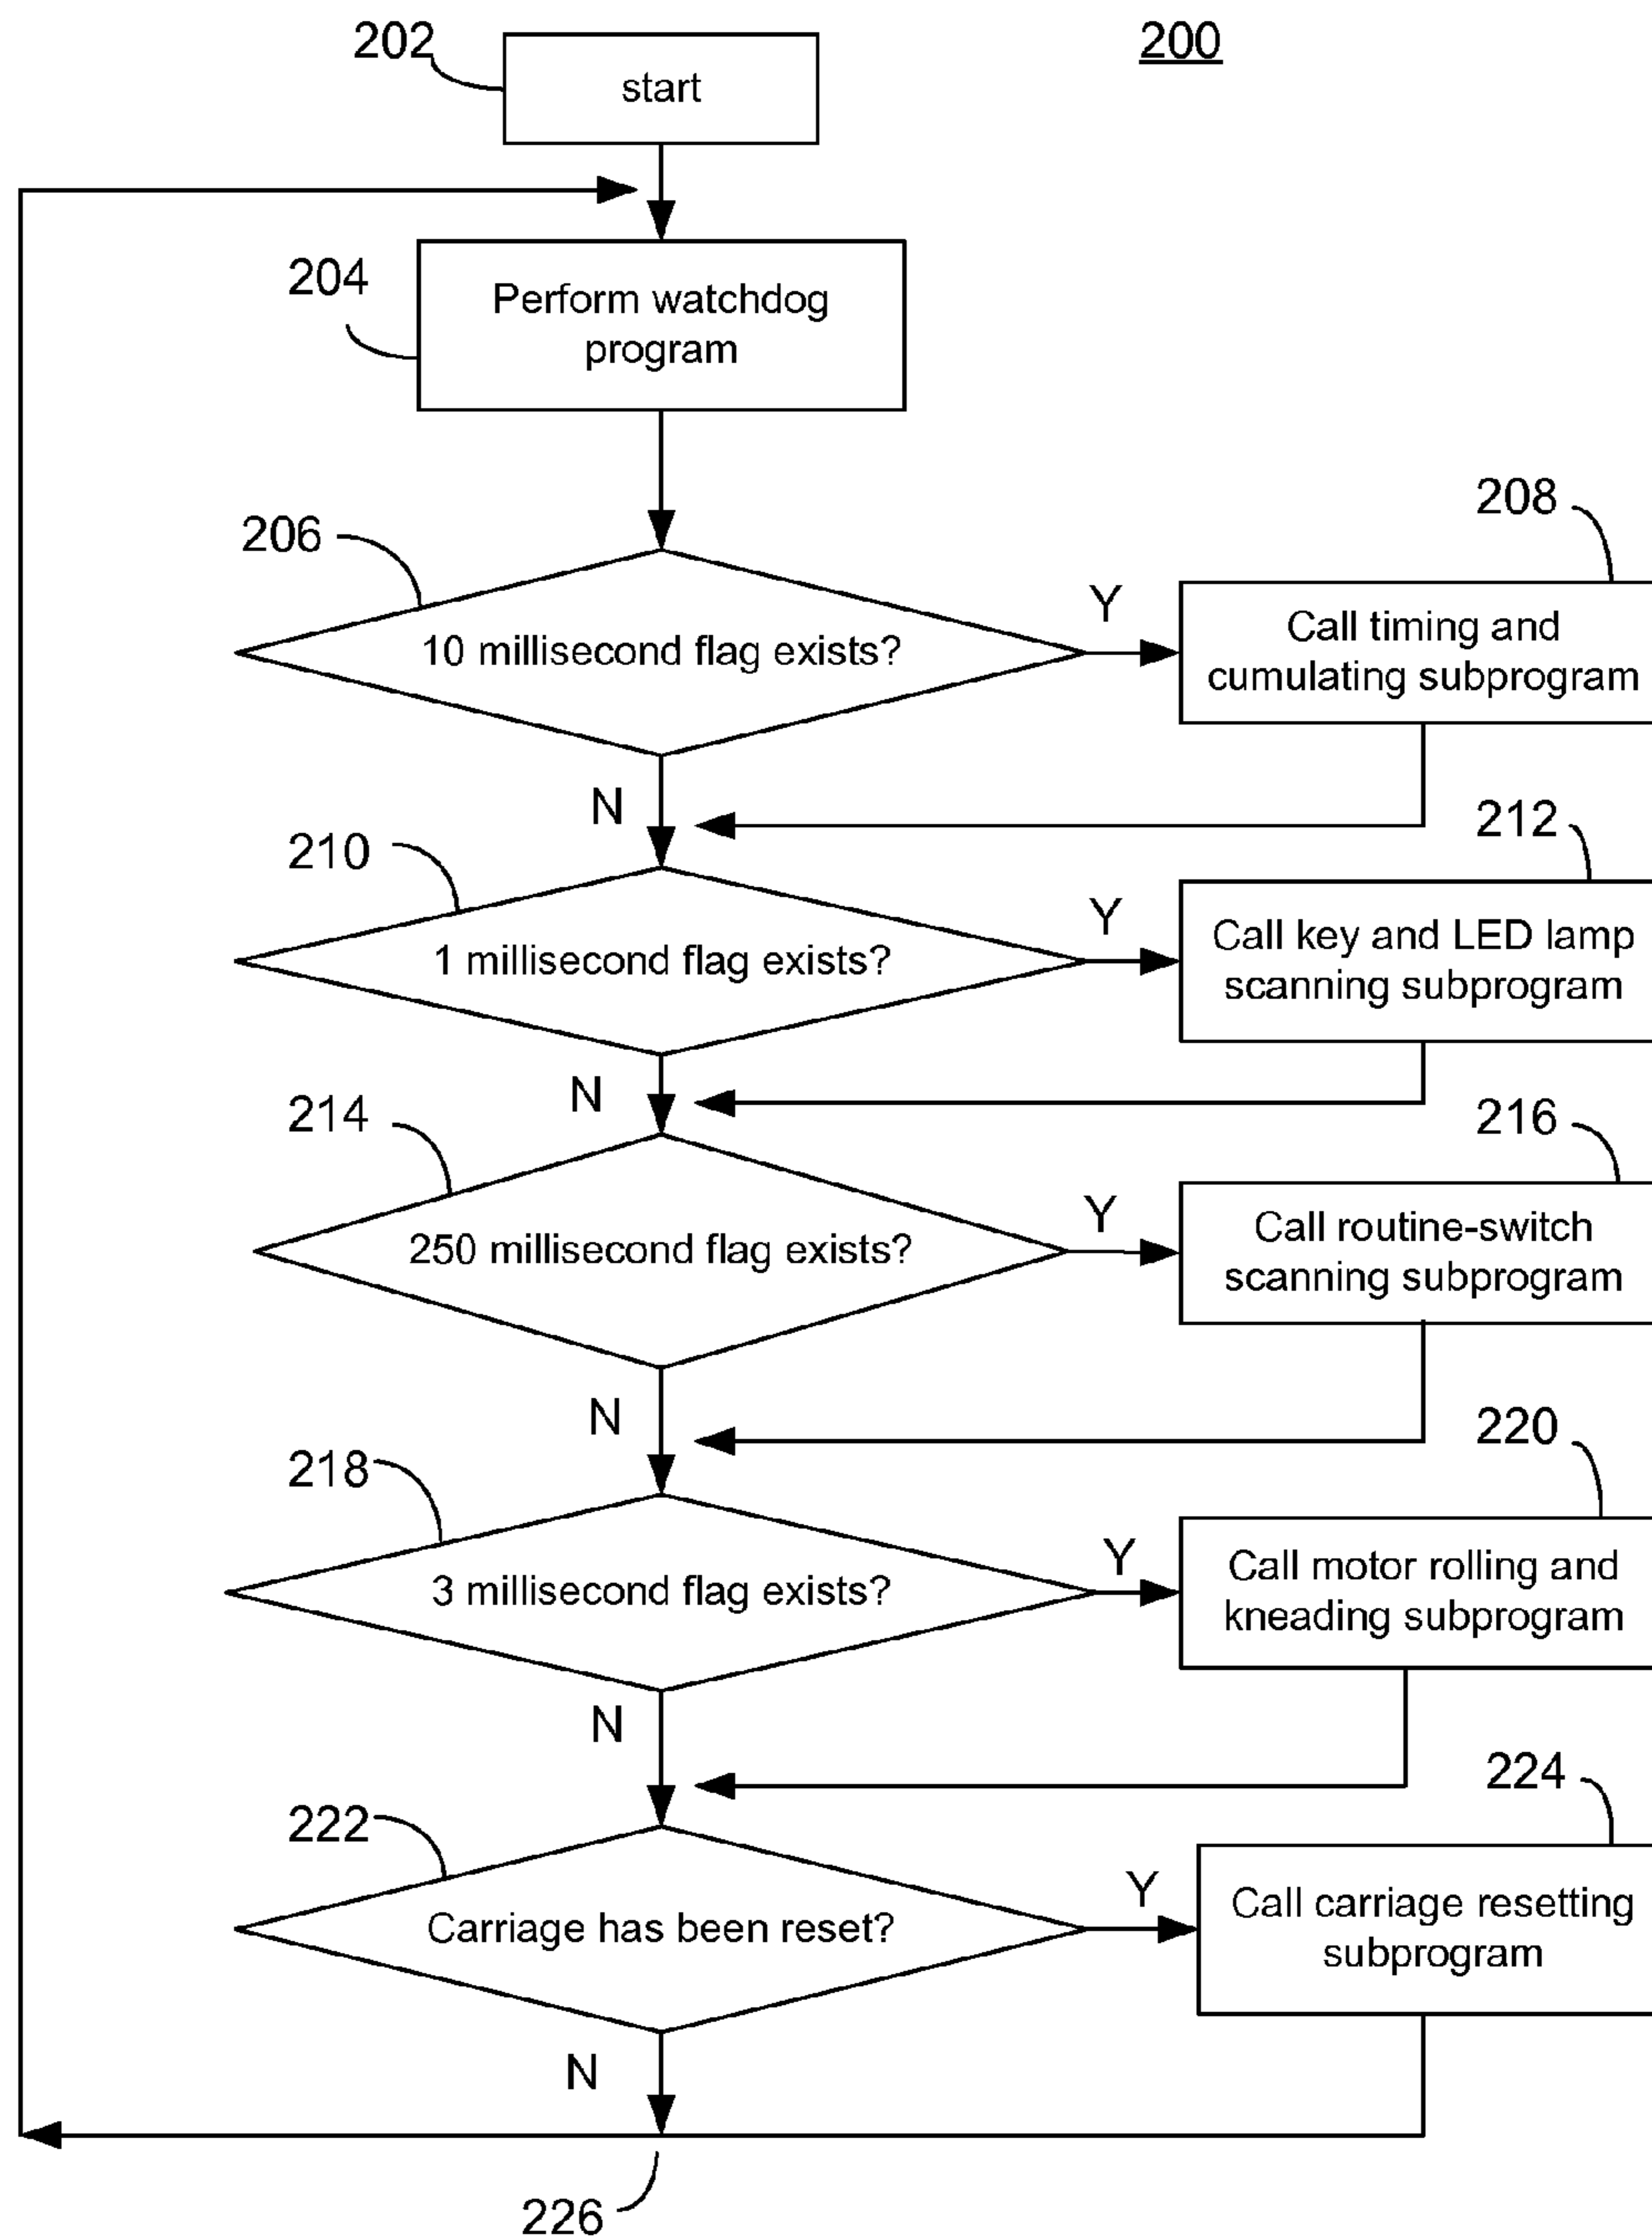 202
200
start
204
Perform watchdog
program
206
208
10 millisecond flag exists?
Y
Call timing and
cumulating subprogram
N
210
212
1 millisecond flag exists?
Y
Call key and LED lamp
scanning subprogram
N
214
216
250 millisecond flag exists?
Y
Call routine-switch
scanning subprogram
N
218
220
3 millisecond flag exists?
Y
Call motor rolling and
kneading subprogram
N
222
224
Carriage has been reset?
Y
Call carriage resetting
subprogram
N
226